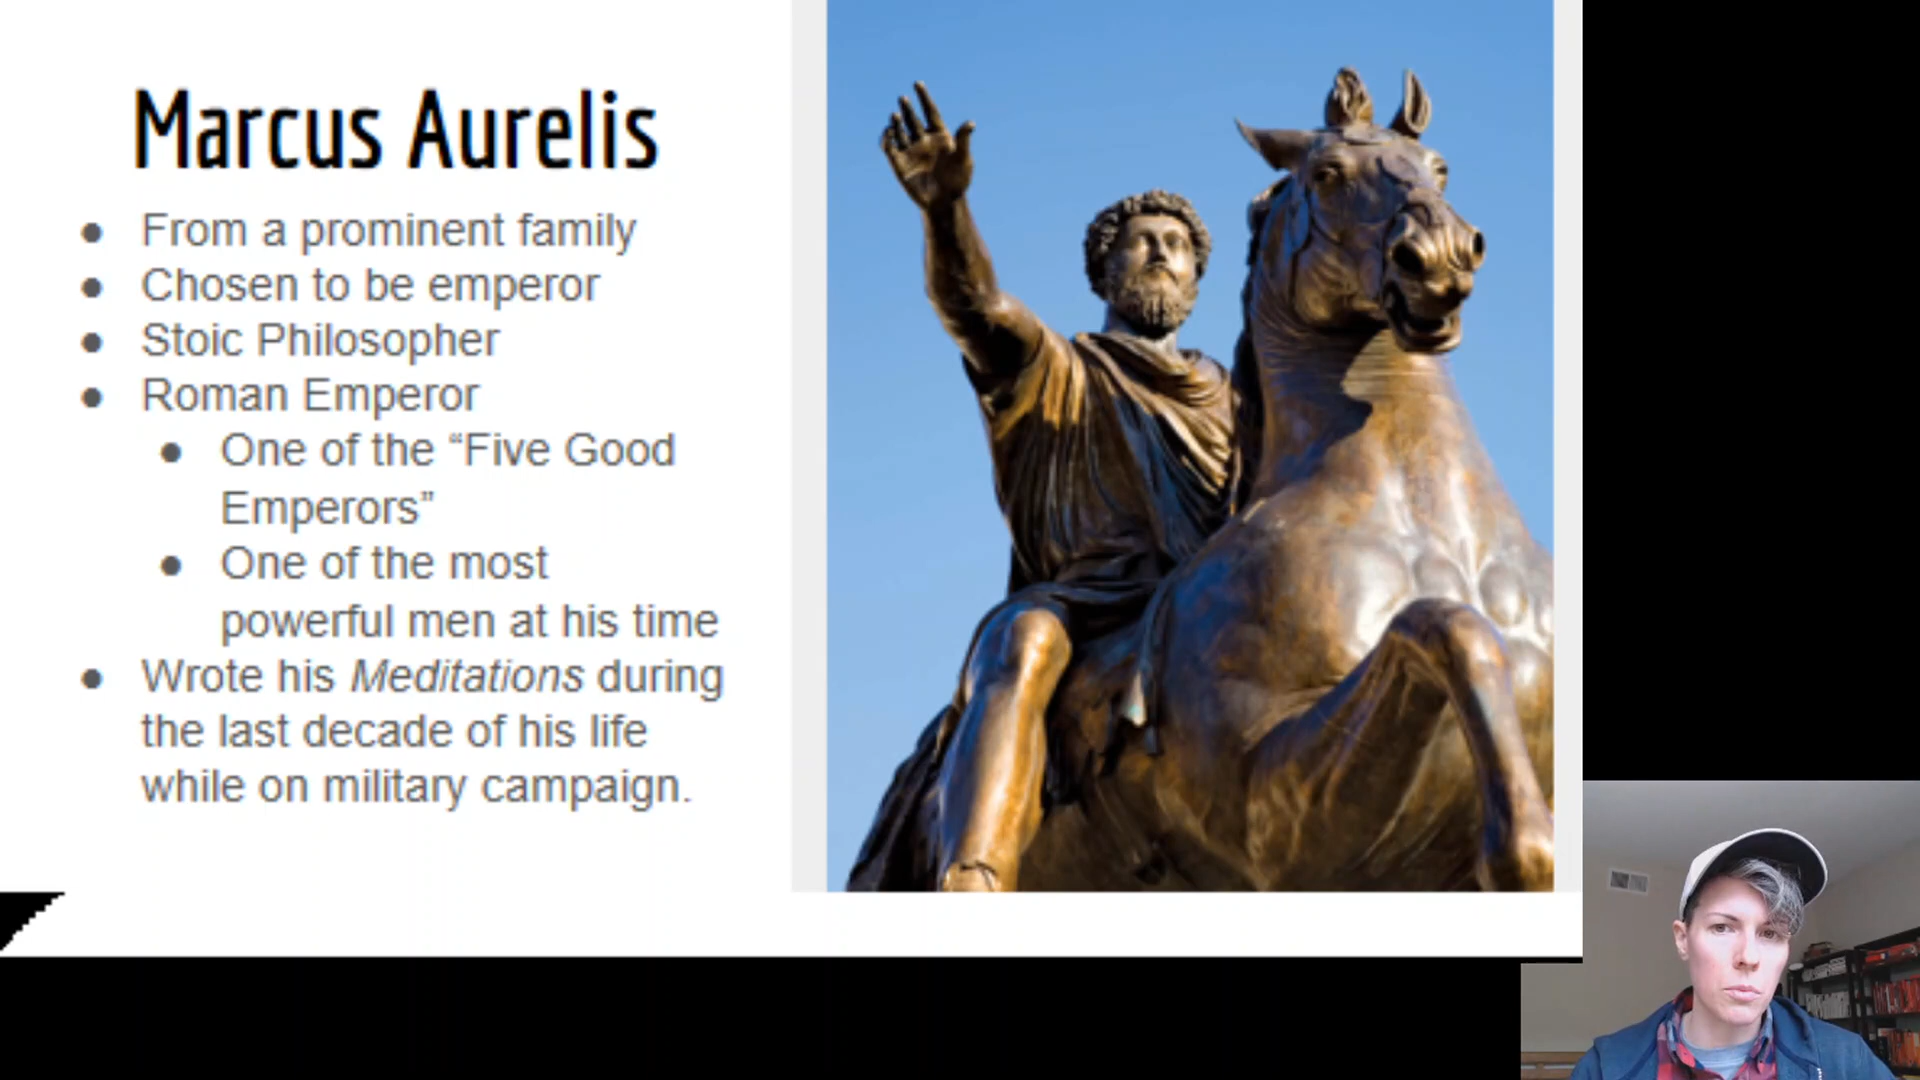 Marcus Aurelis
● From a prominent family
● Chosen to be emperor
● Stoic Philosopher
● Roman Emperor
● One of the “Five Good
Emperors”
● One of the most
powerful men at his time
● Wrote his Meditations during
the last decade of his life
while on military campaign.